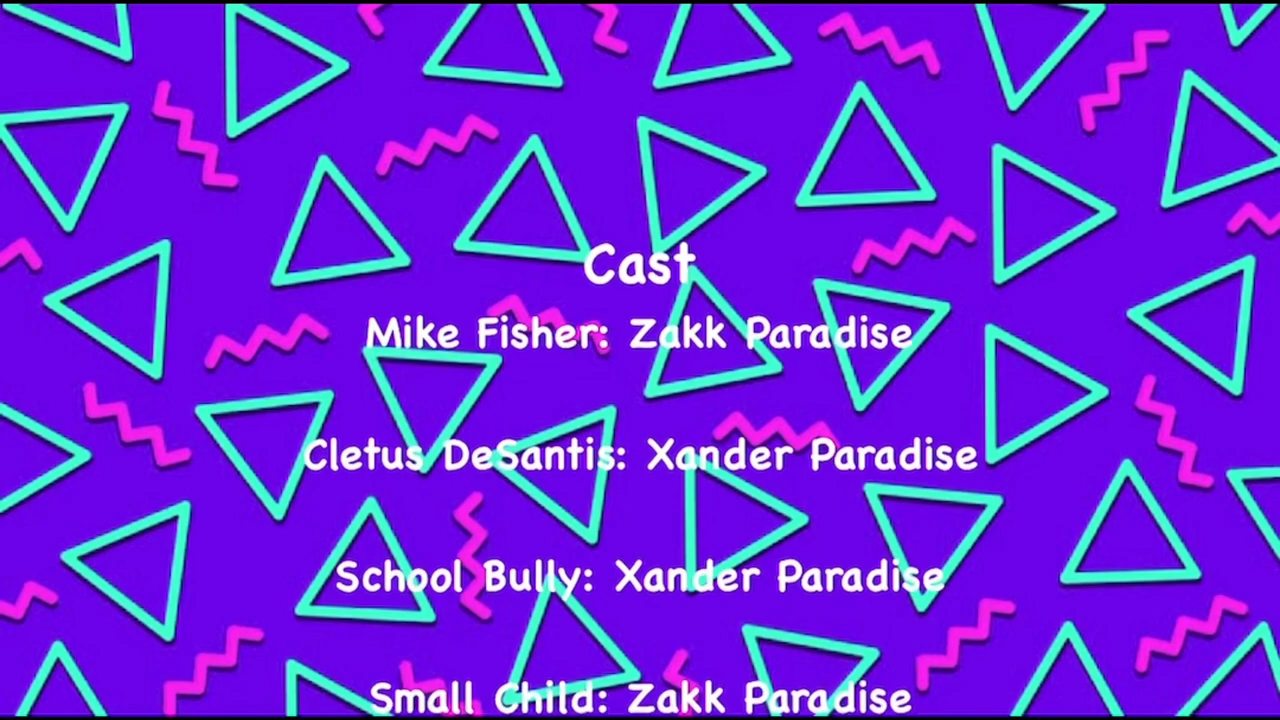 Cast
Mike Fisher: Zakk Paradise
Cletus DeSantis: Xander Paradise
School Bully: Xander Paradise
Small Child: Zakk Paradise